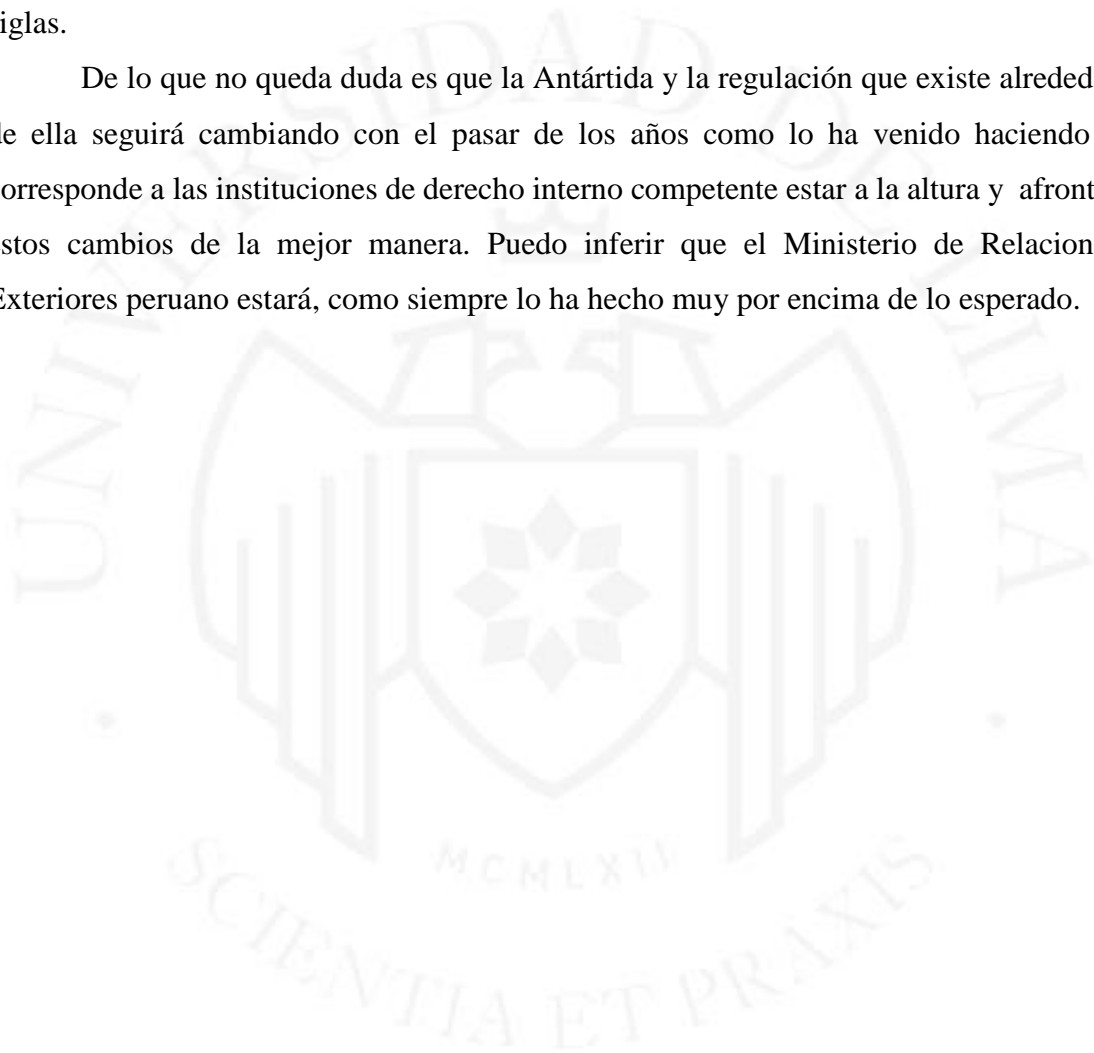 iglas.
De lo que no queda duda es que la Antártida y la regulación que existe alreded
e ella seguirá cambiando con el pasar de los años como lo ha venido haciendo
orresponde a las instituciones de derecho interno competente estar a la altura y afront
stos cambios de la mejor manera. Puedo inferir que el Ministerio de Relacion
Exteriores peruano estará, como siempre lo ha hecho muy por encima de lo esperado.
UNIVERSIDAD DE LIMA
MCMLXII
SCIENTIA ET PRAXIS